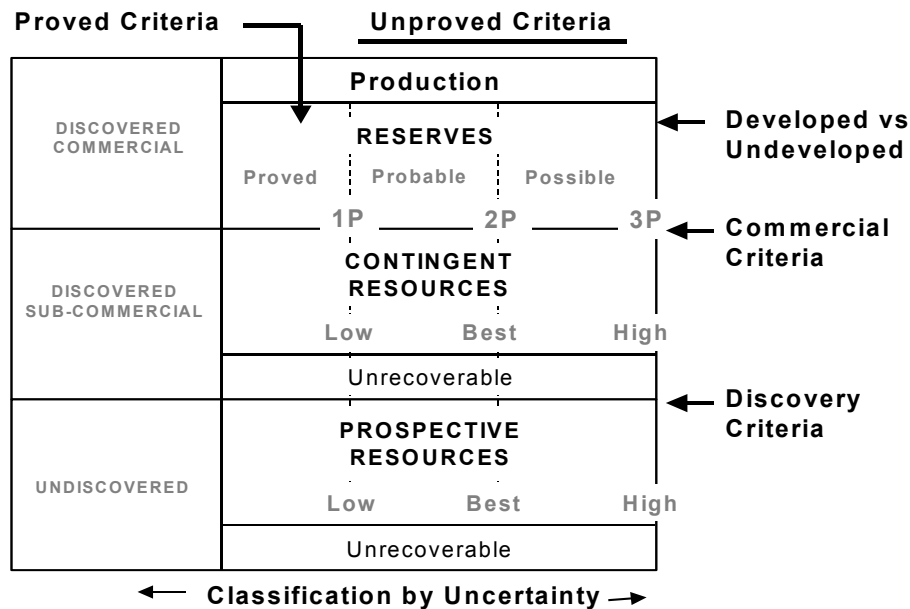 Proved Criteria
Unproved Criteria
Production
DISCOVERED
COMMERCIAL
RESERVES
Proved
Probable
Possible
1P
2P
3P
Developed vs
Undeveloped
Commercial
Criteria
DISCOVERED
SUB-COMMERCIAL
CONTINGENT
RESOURCES
Low
Best
High
Unrecoverable
Discovery
Criteria
UNDISCOVERED
PROSPECTIVE
RESOURCES
Low
Best
High
Unrecoverable
Classification by Uncertainty